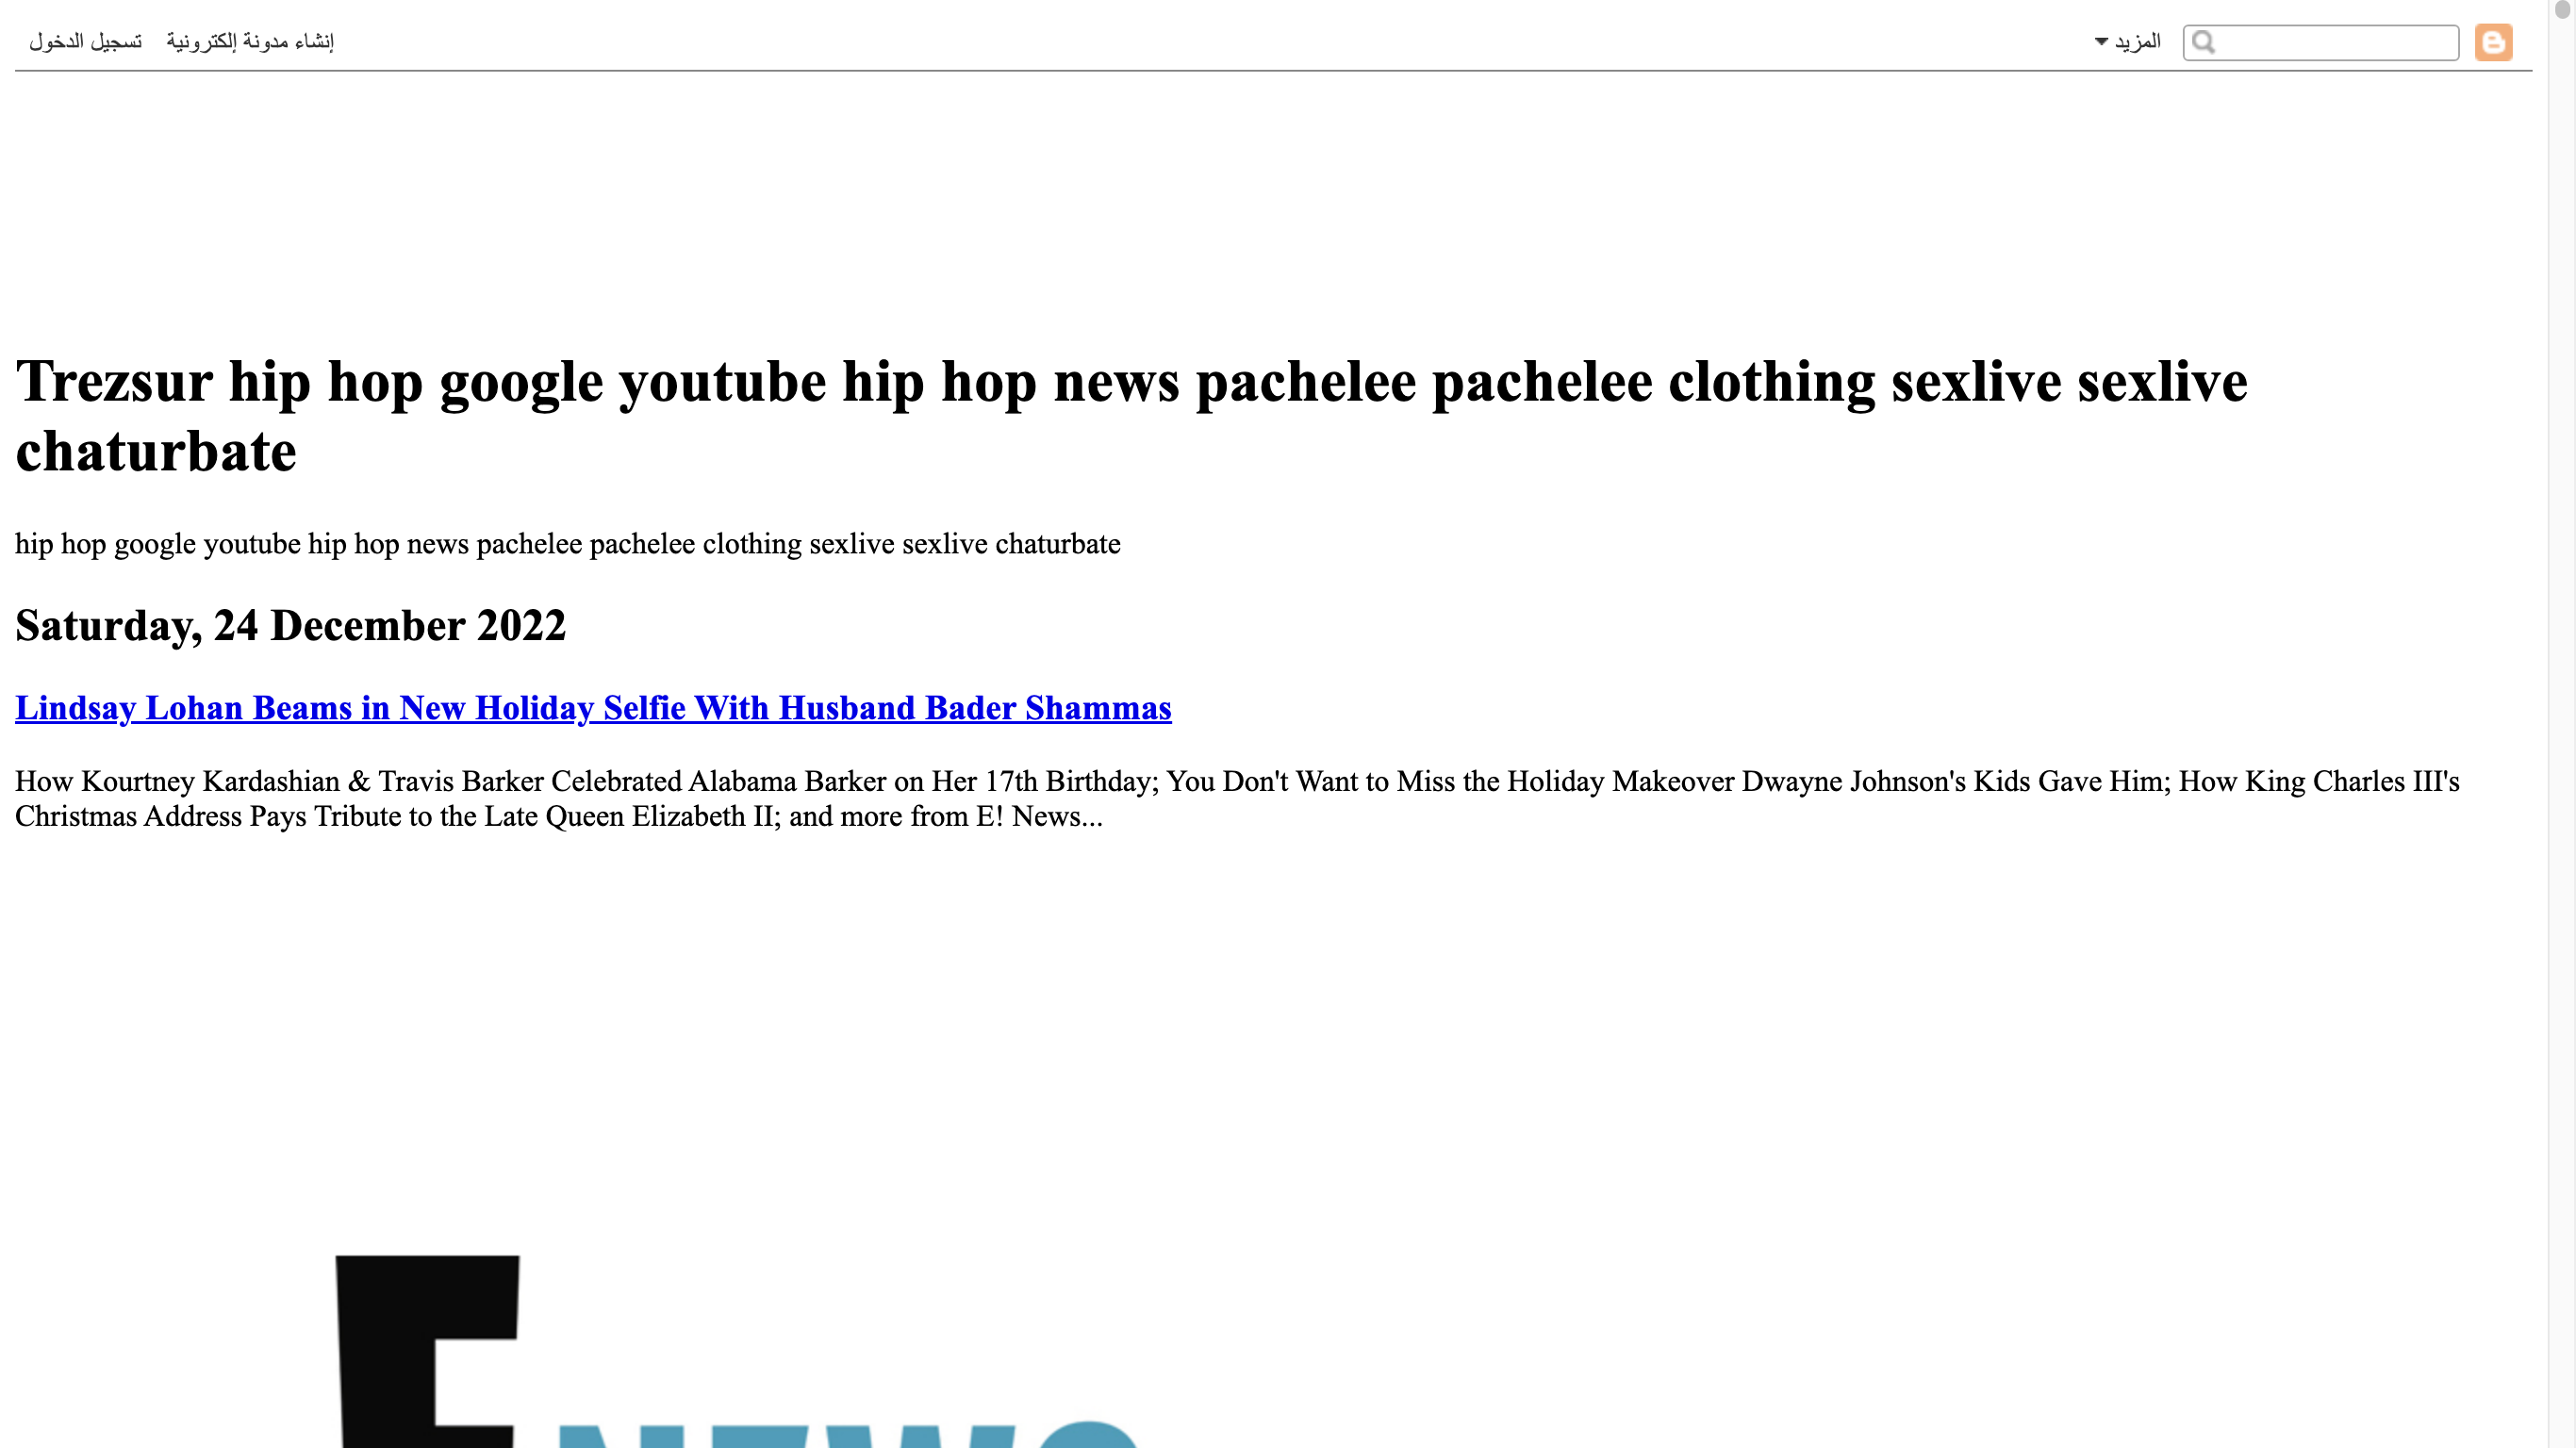 تسجيل الدخول إنشاء مدونة إلكترونية المزيد
Trezsur hip hop google youtube hip hop news pachelee pachelee clothing sexlive sexlive
chaturbate
hip hop google youtube hip hop news pachelee pachelee clothing sexlive sexlive chaturbate
Saturday, 24 December 2022
Lindsay Lohan Beams in New Holiday Selfie With Husband Bader Shammas
How Kourtney Kardashian & Travis Barker Celebrated Alabama Barker on Her 17th Birthday; You Don't Want to Miss the Holiday Makeover Dwayne Johnson's Kids Gave Him; How King Charles III's
Christmas Address Pays Tribute to the Late Queen Elizabeth II; and more from E! News...
E NEWS